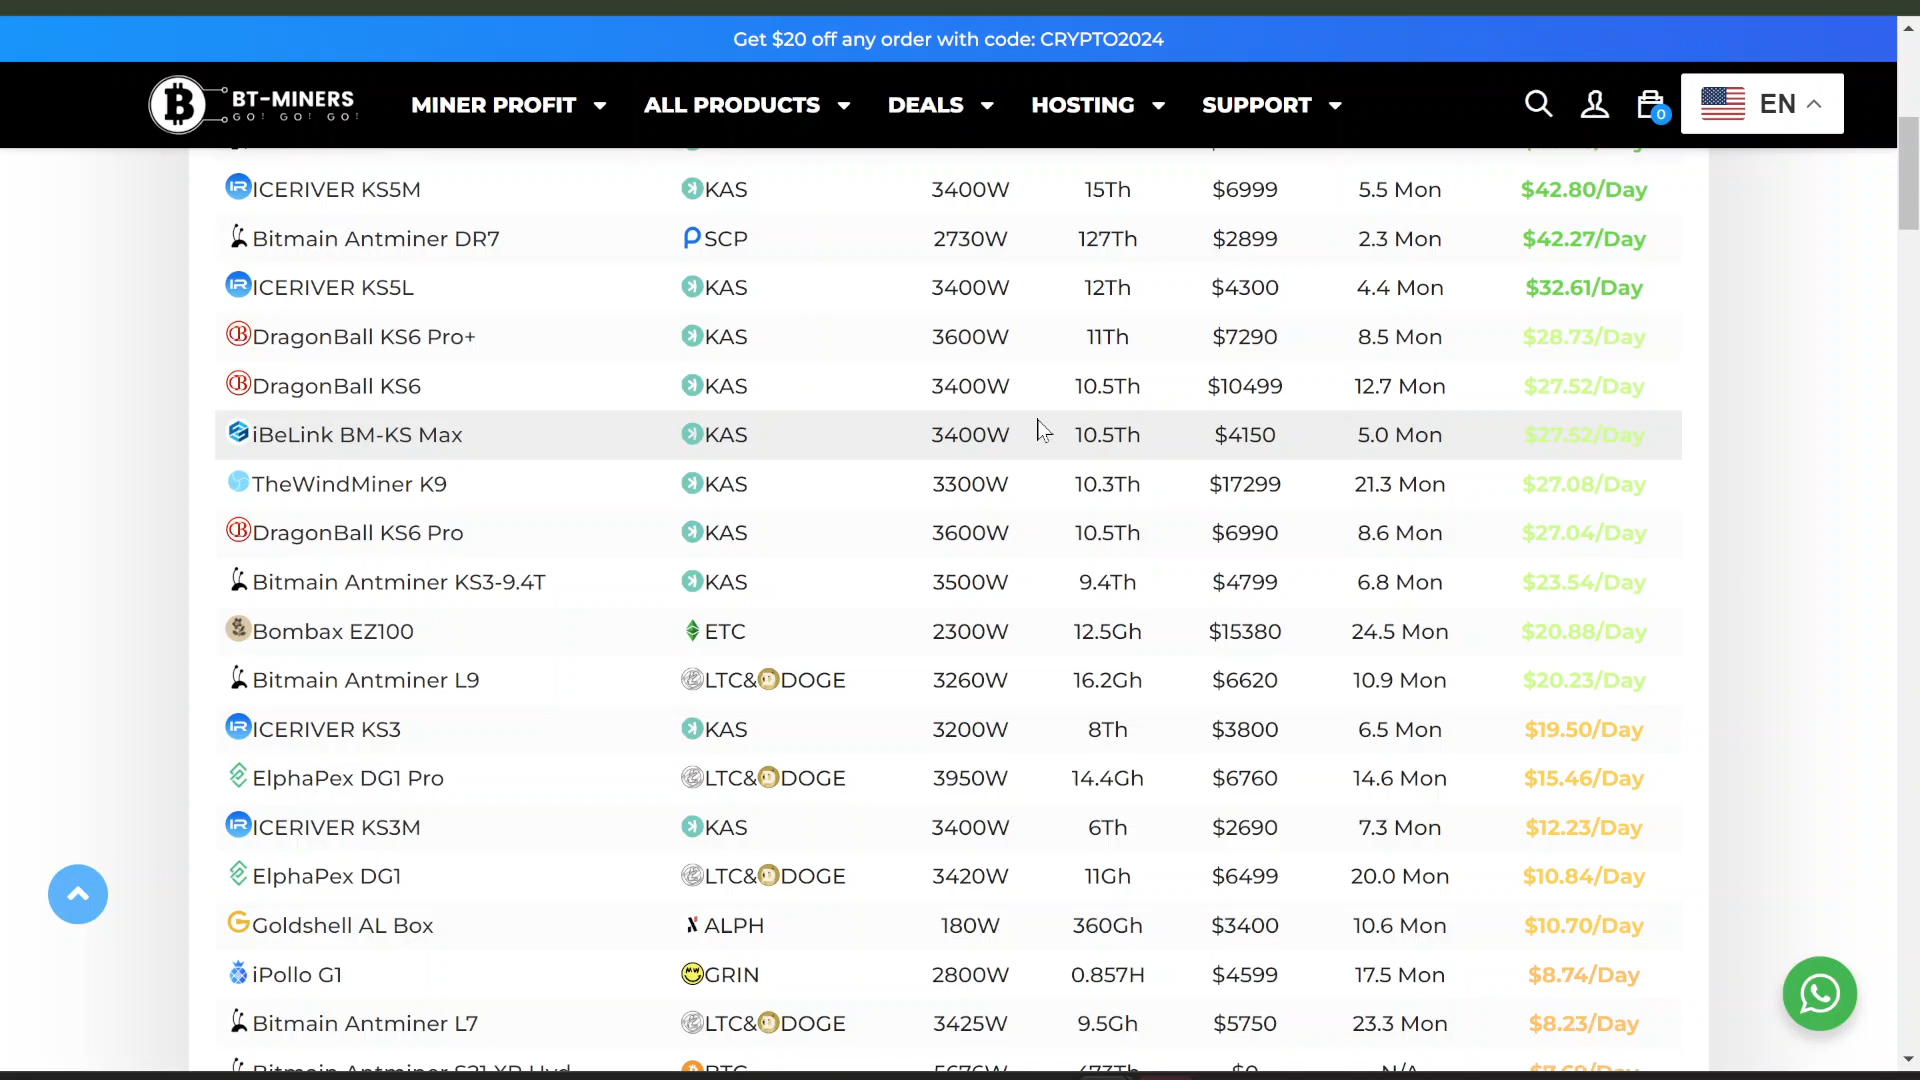 Get $20 off any order with code: CRYPTO2024
BT-MINERS
GO! GO! GO!
MINER PROFIT
ALL PRODUCTS
DEALS
HOSTING
SUPPORT
0
EN
ICERIVER KS5M KAS 3400W 15Th $6999 5.5 Mon $42.80/Day
Bitmain Antminer DR7 SCP 2730W 127Th $2899 2.3 Mon $42.27/Day
ICERIVER KS5L KAS 3400W 12Th $4300 4.4 Mon $32.61/Day
DragonBall KS6 Pro+ KAS 3600W 11Th $7290 8.5 Mon $28.73/Day
DragonBall KS6 KAS 3400W 10.5Th $10499 12.7 Mon $27.52/Day
iBeLink BM-KS Max KAS 3400W 10.5Th $4150 5.0 Mon $27.52/Day
TheWindMiner K9 KAS 3300W 10.3Th $17299 21.3 Mon $27.08/Day
DragonBall KS6 Pro KAS 3600W 10.5Th $6990 8.6 Mon $27.04/Day
Bitmain Antminer KS3-9.4T KAS 3500W 9.4Th $4799 6.8 Mon $23.54/Day
Bombax EZ100 ETC 2300W 12.5Gh $15380 24.5 Mon $20.88/Day
Bitmain Antminer L9 LTC&DOGE 3260W 16.2Gh $6620 10.9 Mon $20.23/Day
ICERIVER KS3 KAS 3200W 8Th $3800 6.5 Mon $19.50/Day
ElphaPex DG1 Pro LTC&DOGE 3950W 14.4Gh $6760 14.6 Mon $15.46/Day
ICERIVER KS3M KAS 3400W 6Th $2690 7.3 Mon $12.23/Day
ElphaPex DG1 LTC&DOGE 3420W 11Gh $6499 20.0 Mon $10.84/Day
Goldshell AL Box ALPH 180W 360Gh $3400 10.6 Mon $10.70/Day
iPollo G1 GRIN 2800W 0.857H $4599 17.5 Mon $8.74/Day
Bitmain Antminer L7 LTC&DOGE 3425W 9.5Gh $5750 23.3 Mon $8.23/Day
Bitmain Antminer S21 XP Hyd BTC 5676W 473Th $0 N/A